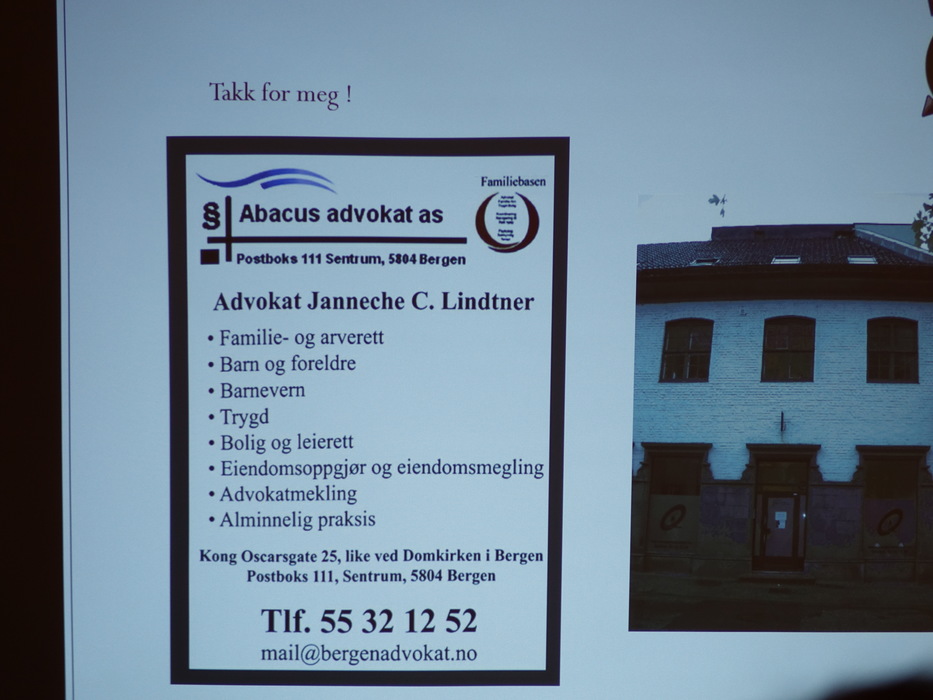 Takk for meg !
Familiebasen
§ Abacus advokat as
Postboks 111 Sentrum, 5804 Bergen
Advokat Janneche C. Lindtner
• Familie- og arverett
• Barn og foreldre
• Barnevern
• Trygd
• Bolig og leierett
• Eiendomsoppgjør og eiendomsmegling
• Advokatmekling
• Alminnelig praksis
Kong Oscarsgate 25, like ved Domkirken i Bergen
Postboks 111, Sentrum, 5804 Bergen
Tlf. 55 32 12 52
mail@bergenadvokat.no